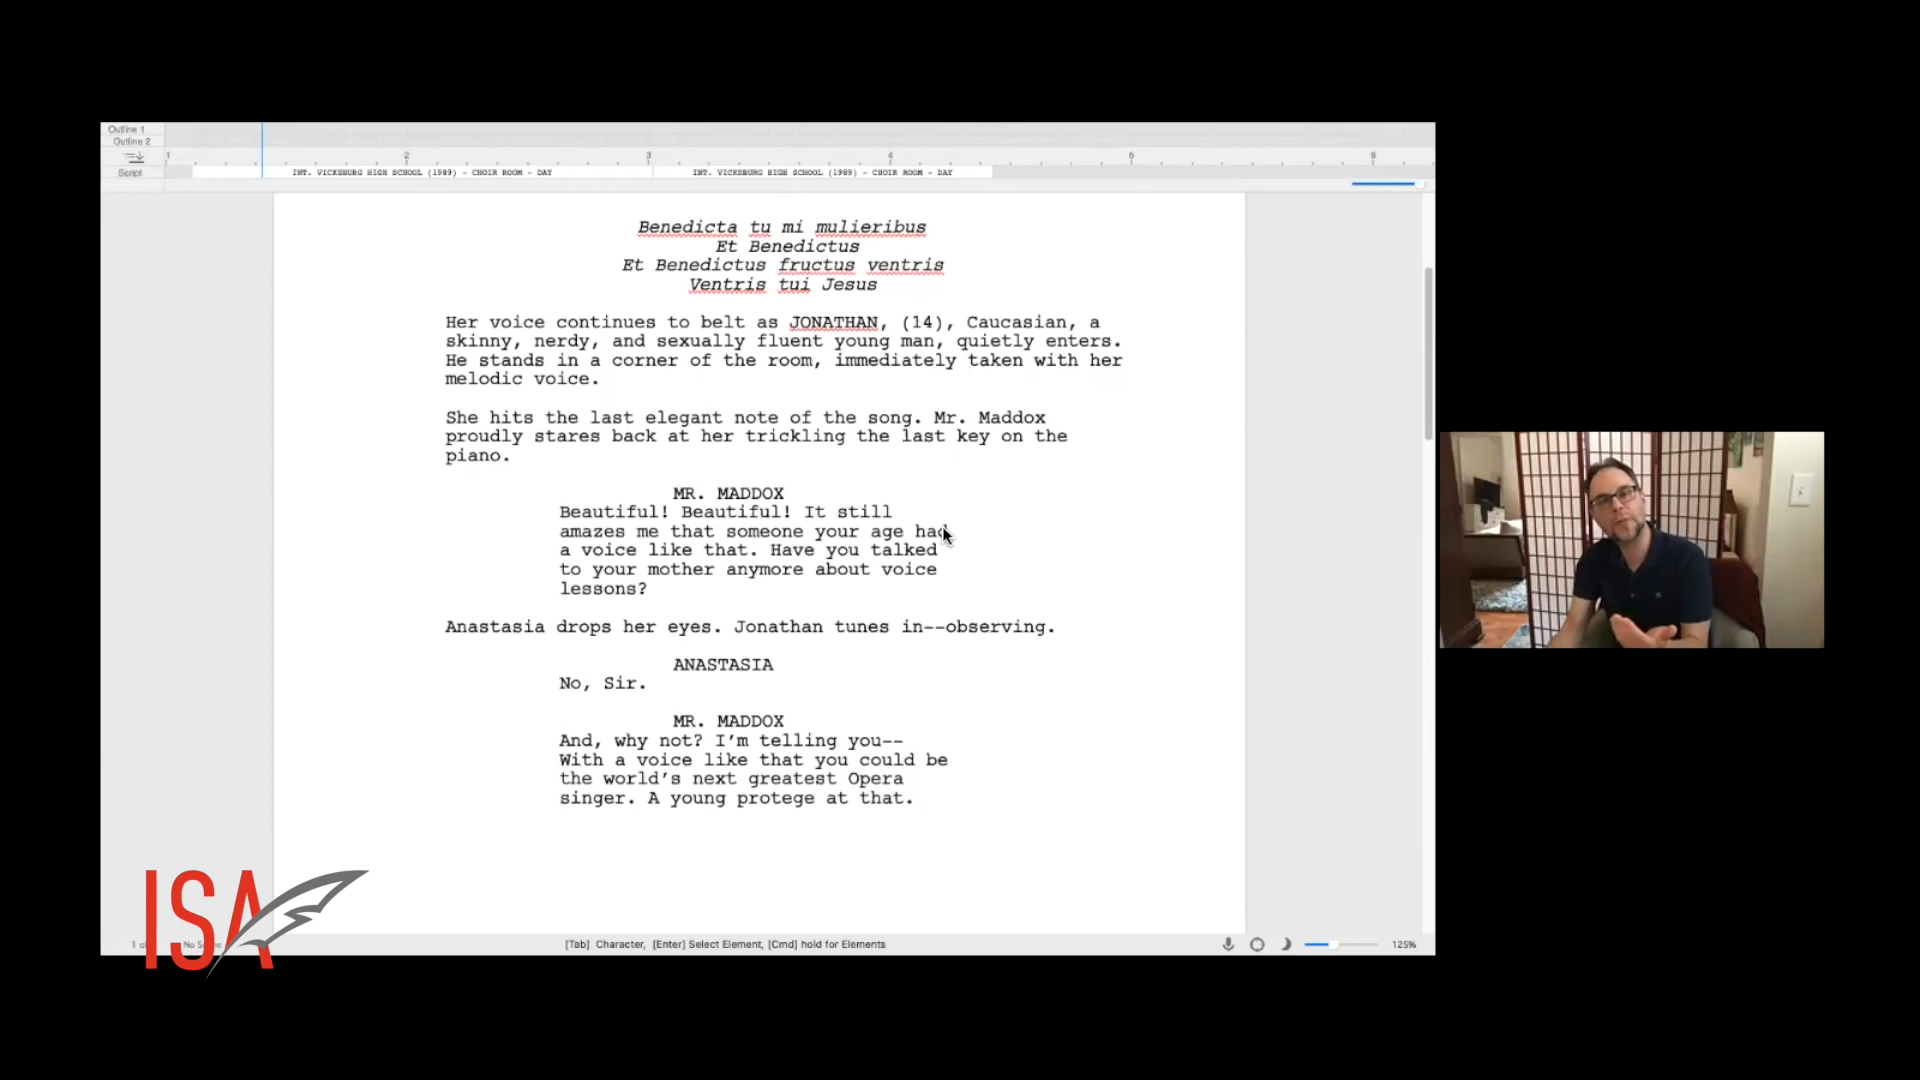 Outline 1
Outline 2
1 2 3 4 5 6
Script
INT. VICKSBURG HIGH SCHOOL (1989) - CHOIR ROOM - DAY INT. VICKSBURG HIGH SCHOOL (1989) - CHOIR ROOM - DAY
Benedicta tu mi mulieribus
Et Benedictus
Et Benedictus fructus ventris
Ventris tui Jesus
Her voice continues to belt as JONATHAN, (14), Caucasian, a
skinny, nerdy, and sexually fluent young man, quietly enters.
He stands in a corner of the room, immediately taken with her
melodic voice.
She hits the last elegant note of the song. Mr. Maddox
proudly stares back at her trickling the last key on the
piano.
MR. MADDOX
Beautiful! Beautiful! It still
amazes me that someone your age had
a voice like that. Have you talked
to your mother anymore about voice
lessons?
Anastasia drops her eyes. Jonathan tunes in--observing.
ANASTASIA
No, Sir.
MR. MADDOX
And, why not? I'm telling you--
With a voice like that you could be
the world's next greatest Opera
singer. A young protege at that.
ISA
[Tab] Character, [Enter] Select Element, [Cmd] hold for Elements
125%